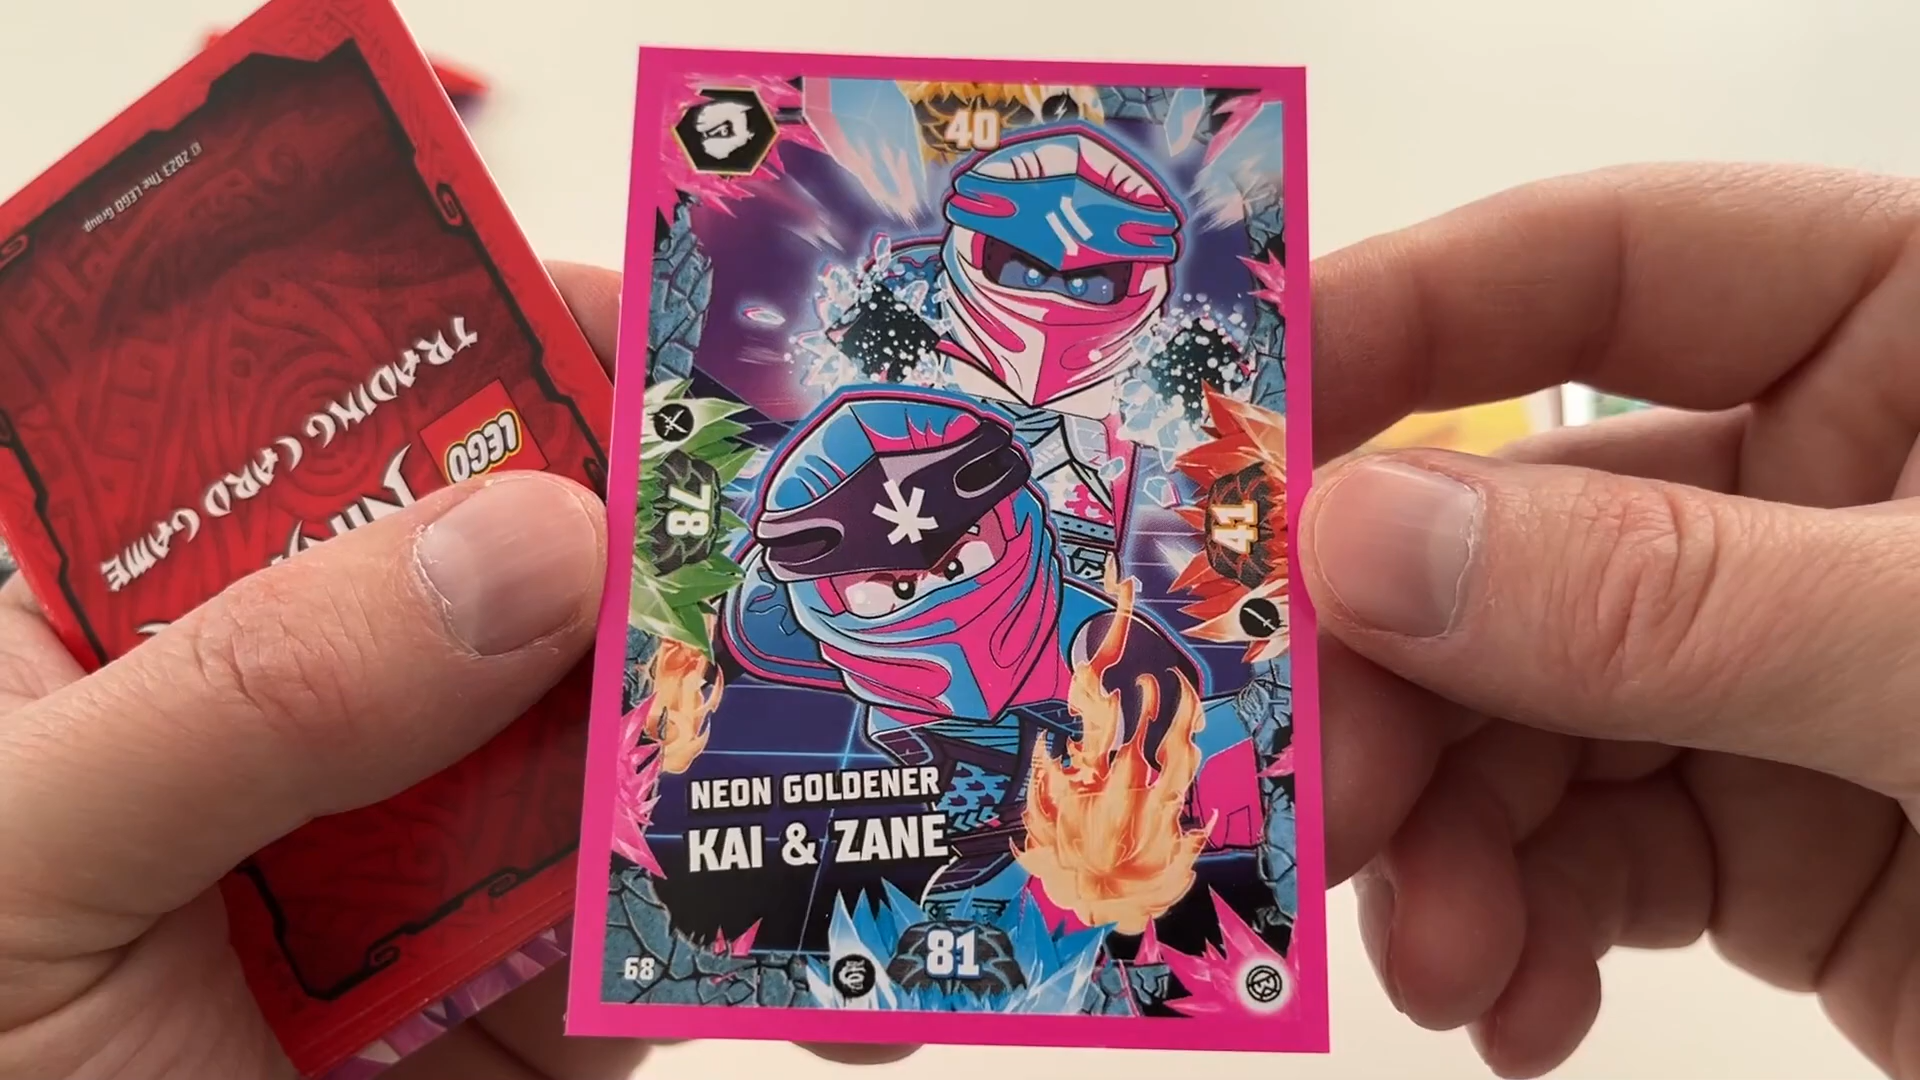 40
78
41
NEON GOLDENER
KAI & ZANE
81
68
© 2023 The LEGO Group.
LEGO
TRADING CARD GAME